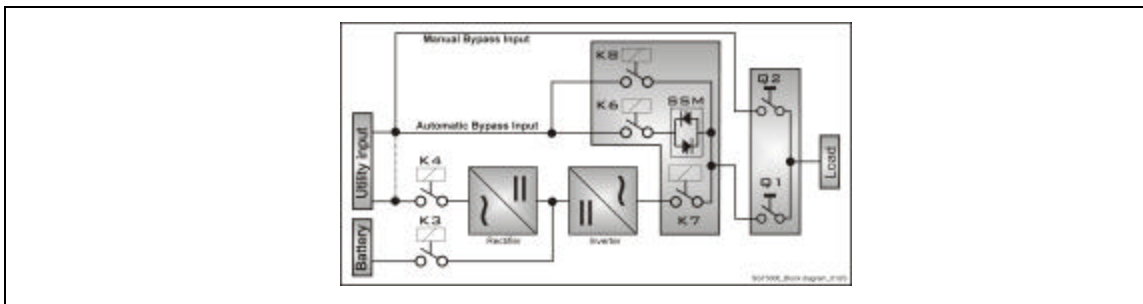 Manual Bypass Input
K8
Q2
K6
SSM
Automatic Bypass Input
Utility input
K4
Load
Q1
K7
K3
Rectifier
Inverter
Battery